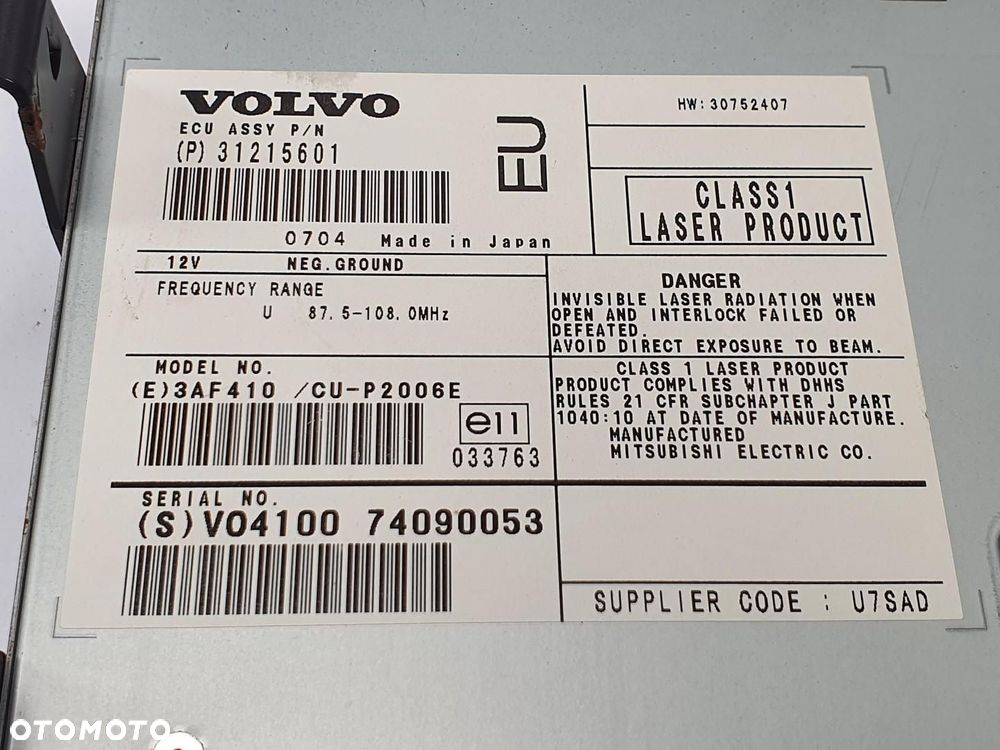 VOLVO
ECU ASSY P/N
(P) 31215601
EU
0704 Made in Japan
HW:30752407
CLASS1
LASER PRODUCT
12V NEG.GROUND
FREQUENCY RANGE
U 87.5-108.0MHz
DANGER
INVISIBLE LASER RADIATION WHEN
OPEN AND INTERLOCK FAILED OR
DEFEATED.
AVOID DIRECT EXPOSURE TO BEAM.
MODEL NO.
(E)3AF410 /CU-P2006E
e11
033763
CLASS 1 LASER PRODUCT
PRODUCT COMPLIES WITH DHHS
RULES 21 CFR SUBCHAPTER J PART
1040:10 AT DATE OF MANUFACTURE.
MANUFACTURED
MITSUBISHI ELECTRIC CO.
SERIAL NO.
(S)VO4100 74090053
SUPPLIER CODE : U7SAD
OTOMOTO